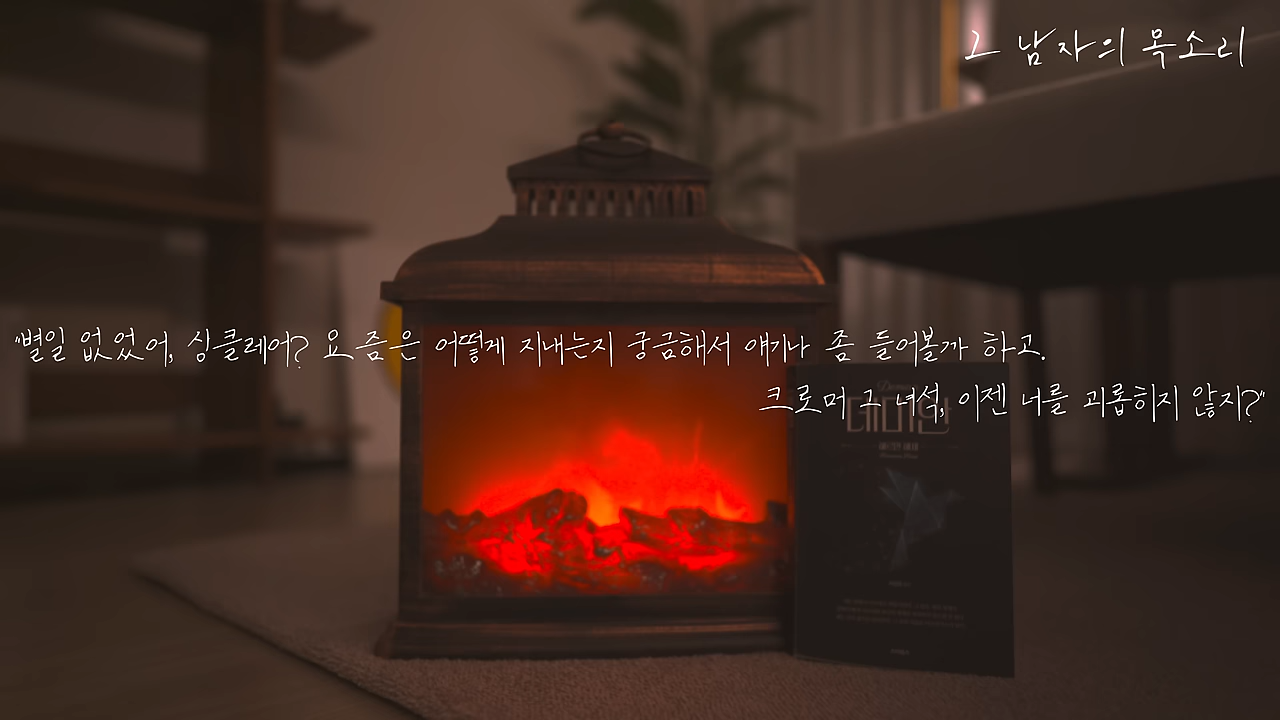 그 남자의 목소리
"별일 없었어, 싱클레어? 요즘은 어떻게 지내는지 궁금해서 얘기나 좀 들어볼까 하고.
크로머 그 녀석, 이젠 너를 괴롭히지 않지?"
데미안